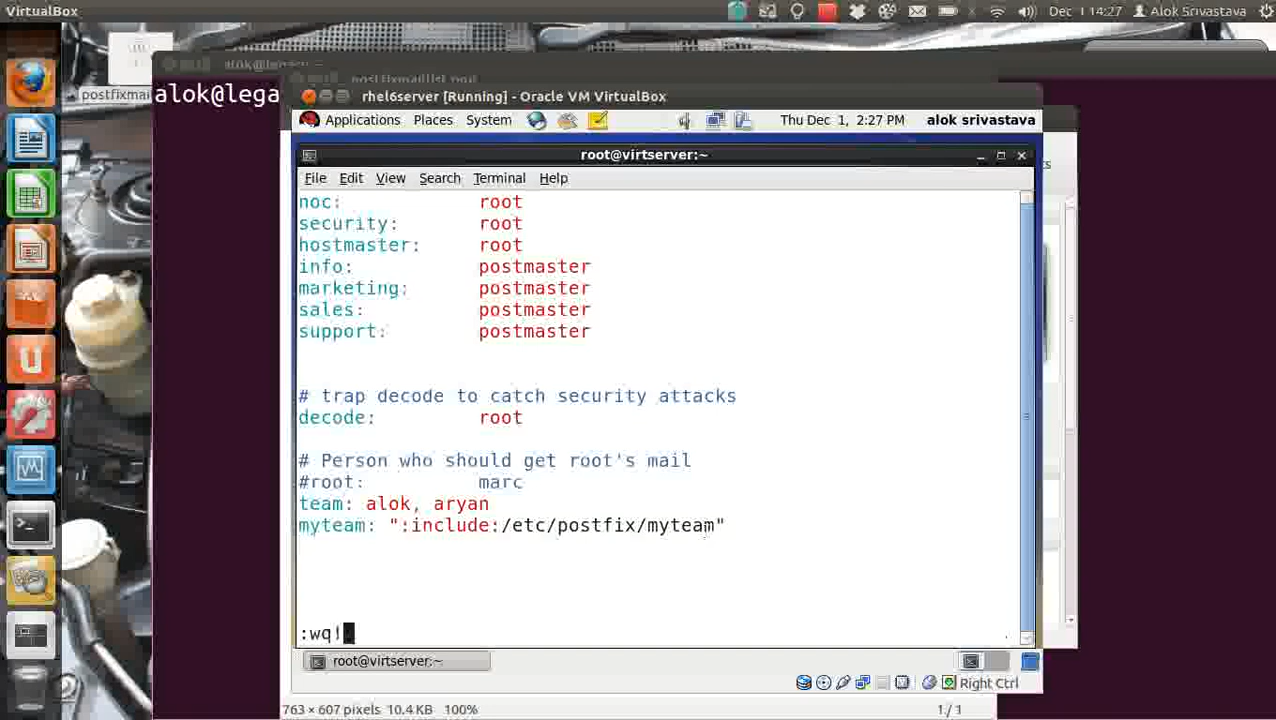 VirtualBox
Dec 1 14:27
Alok Srivastava
alok@legacy:~
postfixmail
alok@lega
rhel6server [Running] - Oracle VM VirtualBox
Applications Places System
Thu Dec 1, 2:27 PM
alok srivastava
root@virtserver:~
File Edit View Search Terminal Help
noc: root
security: root
hostmaster: root
info: postmaster
marketing: postmaster
sales: postmaster
support: postmaster
# trap decode to catch security attacks
decode: root
# Person who should get root's mail
#root: marc
team: alok, aryan
myteam: ":include:/etc/postfix/myteam"
:wq!
root@virtserver:~
Right Ctrl
763 × 607 pixels 10.4 KB 100%
1 / 1